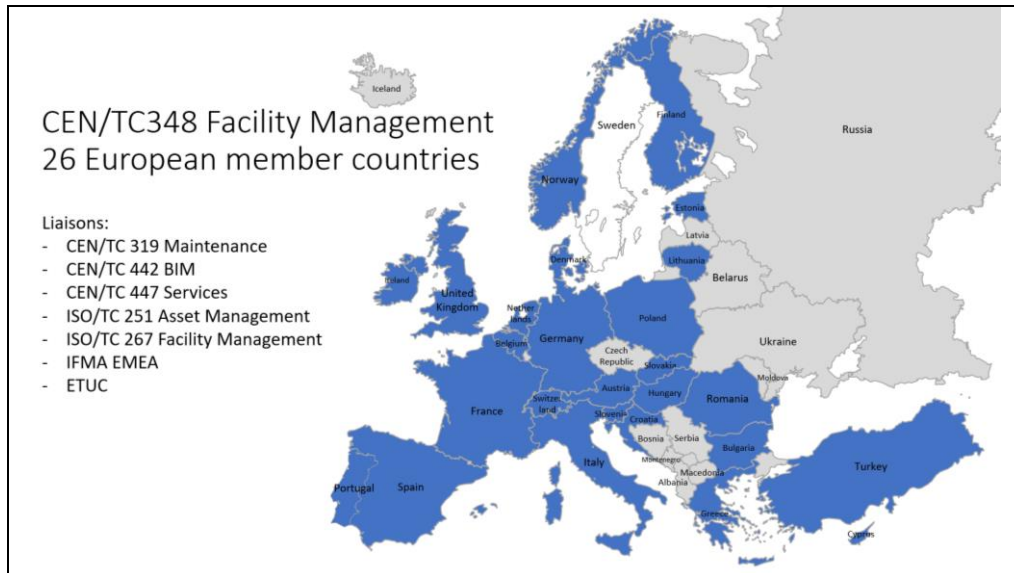 CEN/TC348 Facility Management
26 European member countries
Liaisons:
- CEN/TC 319 Maintenance
- CEN/TC 442 BIM
- CEN/TC 447 Services
- ISO/TC 251 Asset Management
- ISO/TC 267 Facility Management
- IFMA EMEA
- ETUC
Iceland
Sweden
Finland
Russia
Norway
Estonia
Latvia
Denmark
Lithuania
Belarus
Ireland
United
Kingdom
Nether
lands
Poland
Germany
Belgium
Ukraine
Czech
Republic
Slovakia
Moldova
Austria
Hungary
France
Switze
land
Romania
Slovenia
Croatia
Bosnia
Serbia
Italy
Montenegro
Bulgaria
Macedonia
Albania
Turkey
Portugal
Spain
Greece
Cyprus